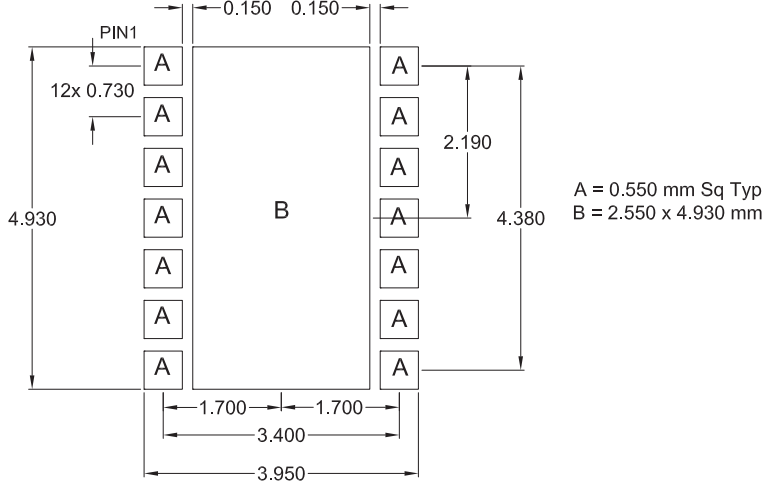 0.150 0.150
PIN1
A A
12x 0.730
A A
2.190
A A
A = 0.550 mm Sq Typ
4.930 A B A 4.380 B = 2.550 x 4.930 mm
A A
A A
A A
1.700 1.700
3.400
3.950